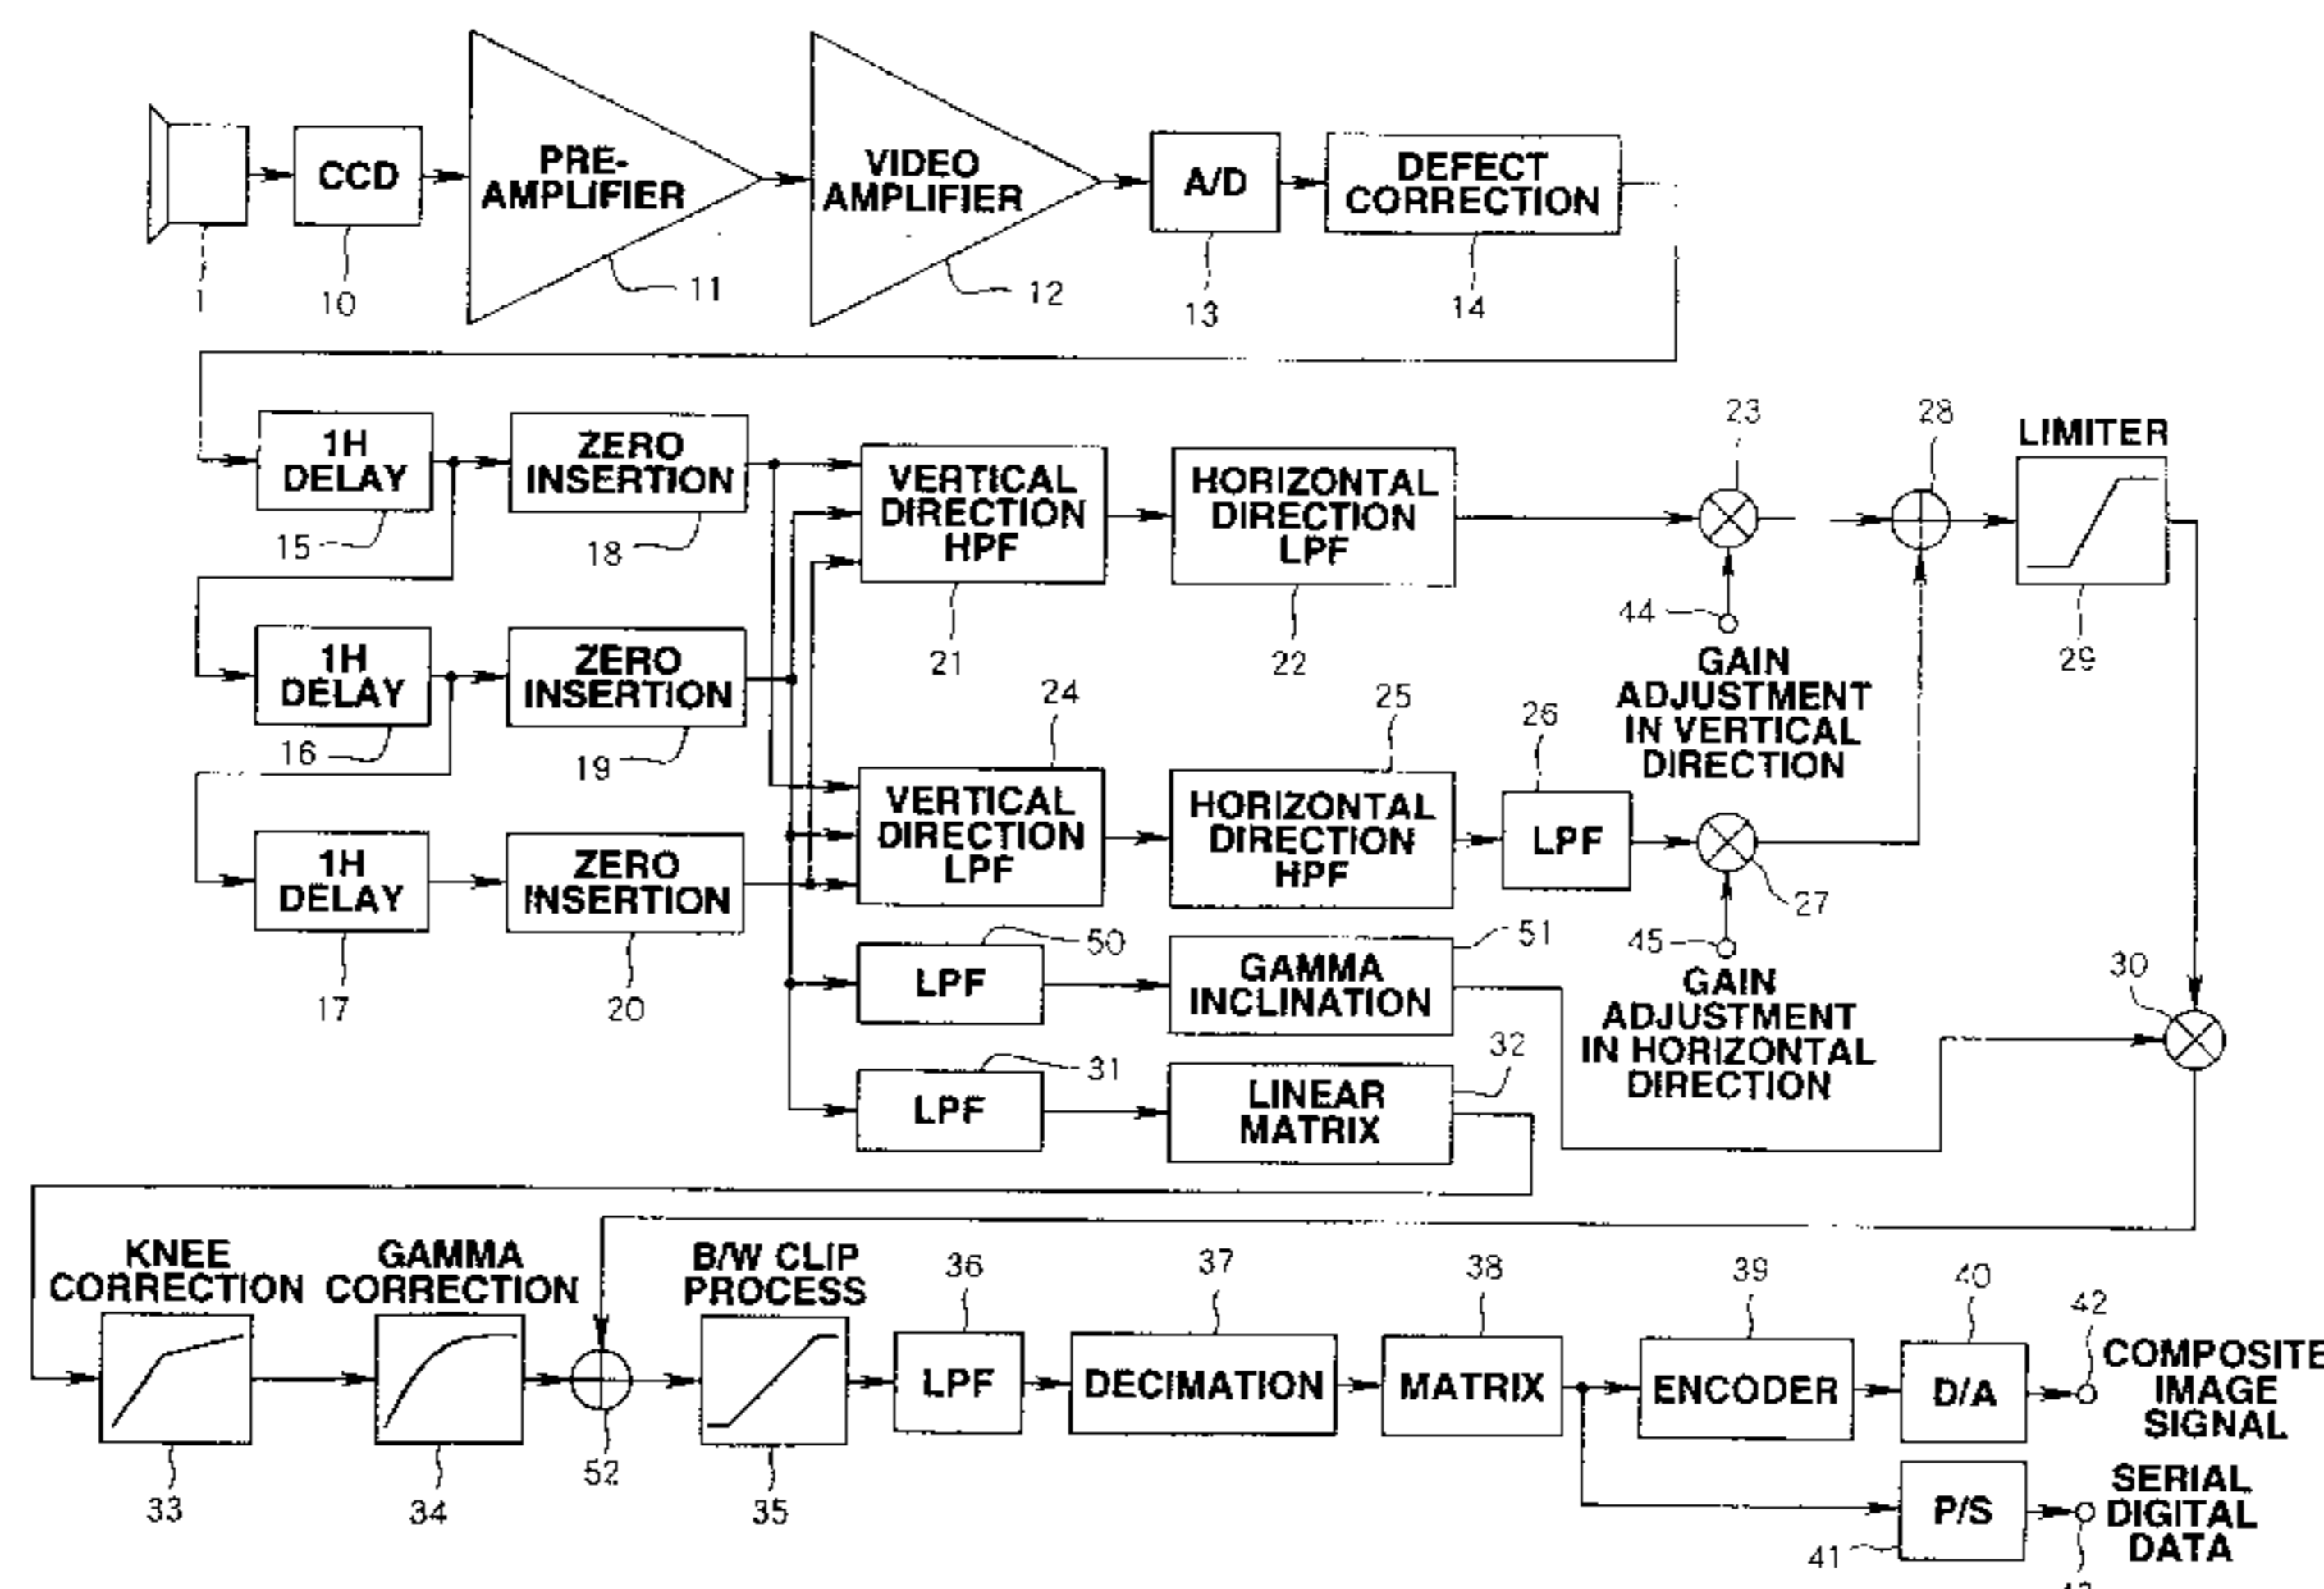 PRE-
AMPLIFIER
VIDEO
AMPLIFIER
CCD
A/D
DEFECT
CORRECTION
1
10
11
12
13
14
1H
DELAY
15
ZERO
INSERTION
18
VERTICAL
DIRECTION
HPF
21
HORIZONTAL
DIRECTION
LPF
22
23
28
LIMITER
29
44
GAIN
ADJUSTMENT
IN VERTICAL
DIRECTION
1H
DELAY
16
ZERO
INSERTION
19
24
VERTICAL
DIRECTION
LPF
25
HORIZONTAL
DIRECTION
HPF
26
LPF
27
45
GAIN
ADJUSTMENT
IN HORIZONTAL
DIRECTION
1H
DELAY
17
ZERO
INSERTION
20
LPF
50
GAMMA
INCLINATION
51
30
LPF
31
LINEAR
MATRIX
32
KNEE
CORRECTION
33
GAMMA
CORRECTION
34
52
B/W CLIP
PROCESS
35
36
LPF
37
DECIMATION
38
MATRIX
39
ENCODER
40
D/A
42
COMPOSITE
IMAGE
SIGNAL
P/S
41
SERIAL
DIGITAL
DATA